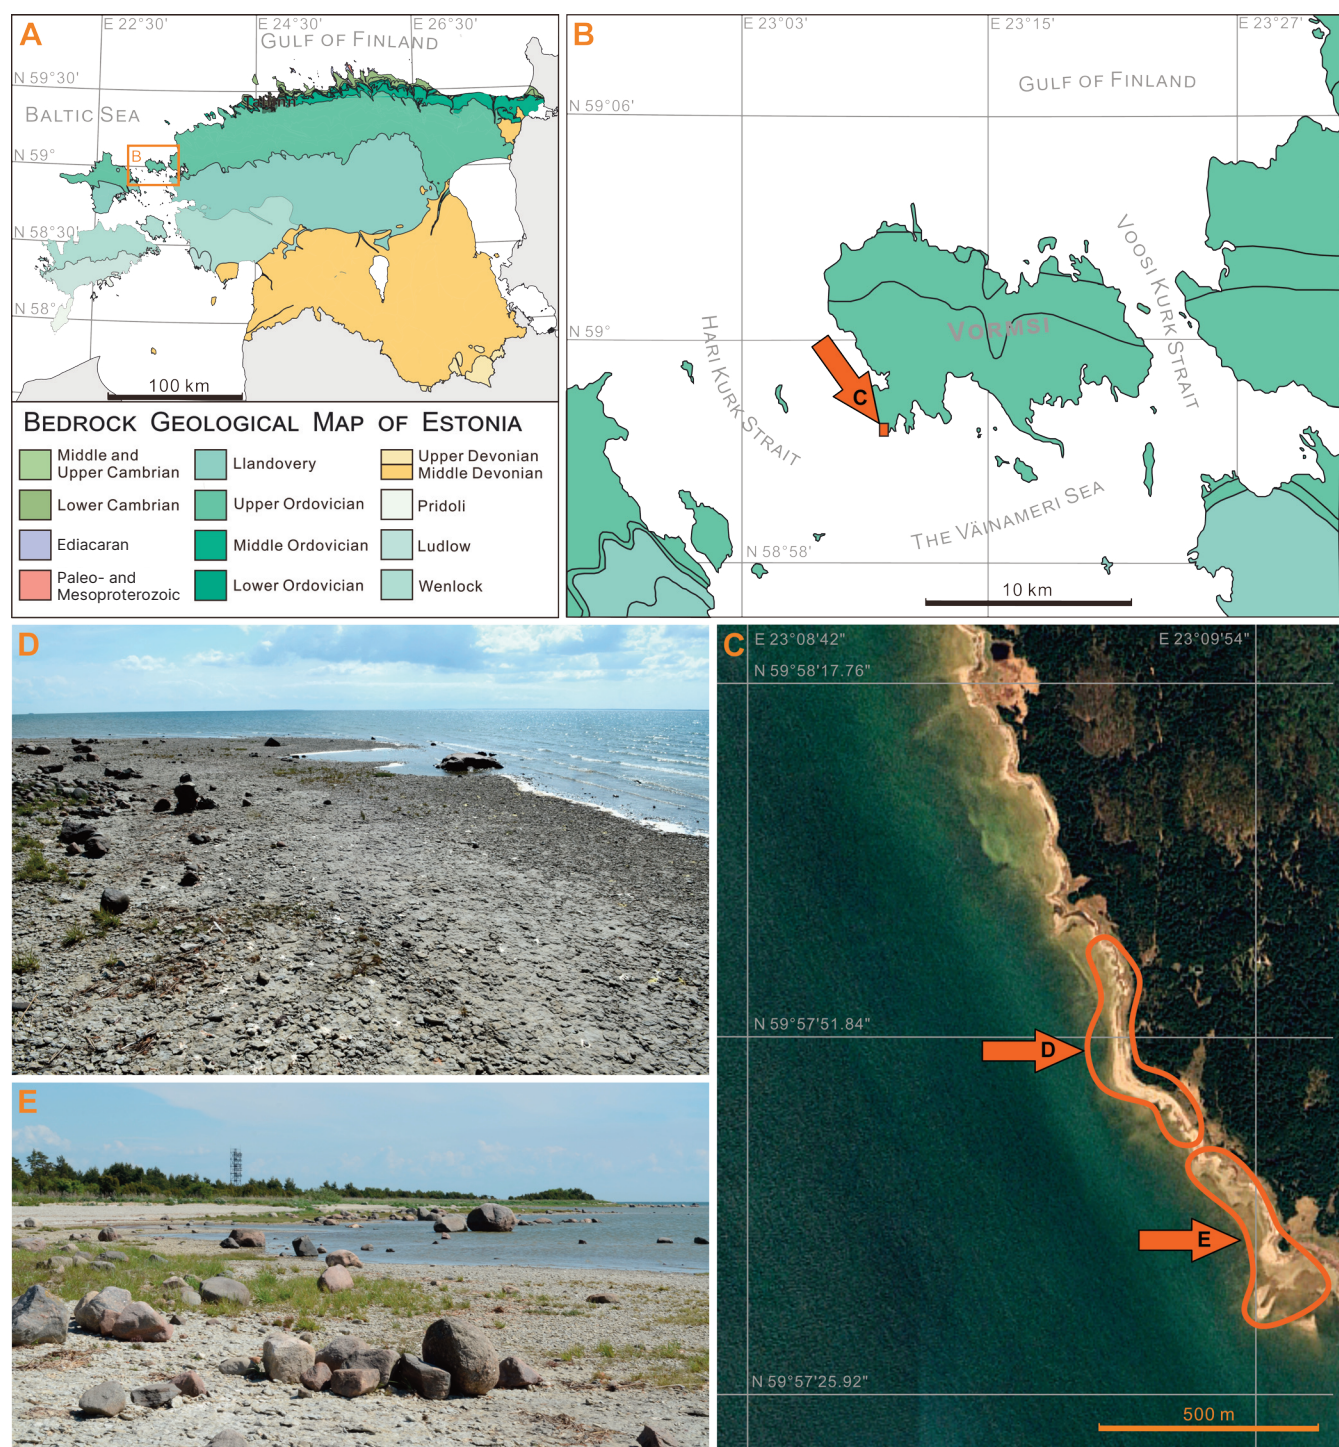 A
E 22°30'
E 24°30'
E 26°30'
GULF OF FINLAND
N 59°30'
BALTIC SEA
N 59°
B
N 58°30'
N 58°
100 km
BEDROCK GEOLOGICAL MAP OF ESTONIA
Middle and
Upper Cambrian
Lower Cambrian
Ediacaran
Paleo- and
Mesoproterozoic
Llandovery
Upper Ordovician
Middle Ordovician
Lower Ordovician
Upper Devonian
Middle Devonian
Pridoli
Ludlow
Wenlock
B
E 23°03'
E 23°15'
E 23°27'
GULF OF FINLAND
N 59°06'
VOOSI KURK STRAIT
VORMSI
N 59°
HARI KURK STRAIT
C
THE VÄINAMERI SEA
N 58°58'
10 km
D
E
C
E 23°08'42"
E 23°09'54"
N 59°58'17.76"
N 59°57'51.84"
D
E
N 59°57'25.92"
500 m